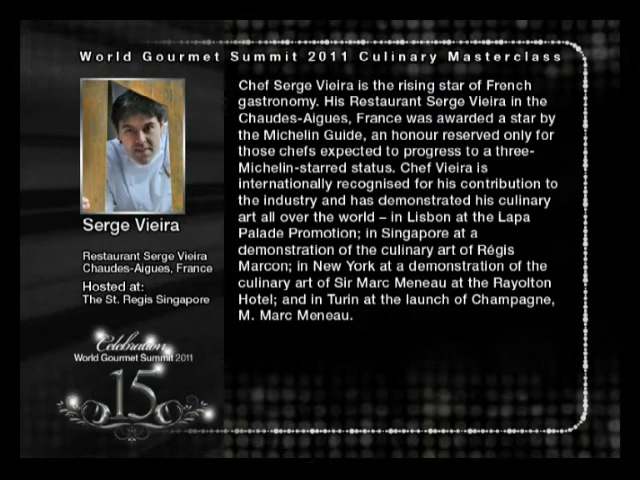 World Gourmet Summit 2011 Culinary Masterclass
Chef Serge Vieira is the rising star of French
gastronomy. His Restaurant Serge Vieira in the
Chaudes-Aigues, France was awarded a star by
the Michelin Guide, an honour reserved only for
those chefs expected to progress to a three-
Michelin-starred status. Chef Vieira is
internationally recognised for his contribution to
the industry and has demonstrated his culinary
art all over the world – in Lisbon at the Lapa
Palade Promotion; in Singapore at a
demonstration of the culinary art of Régis
Marcon; in New York at a demonstration of the
culinary art of Sir Marc Meneau at the Rayolton
Hotel; and in Turin at the launch of Champagne,
M. Marc Meneau.
Serge Vieira
Restaurant Serge Vieira
Chaudes-Aigues, France
Hosted at:
The St. Regis Singapore
Celebration
World Gourmet Summit 2011
15